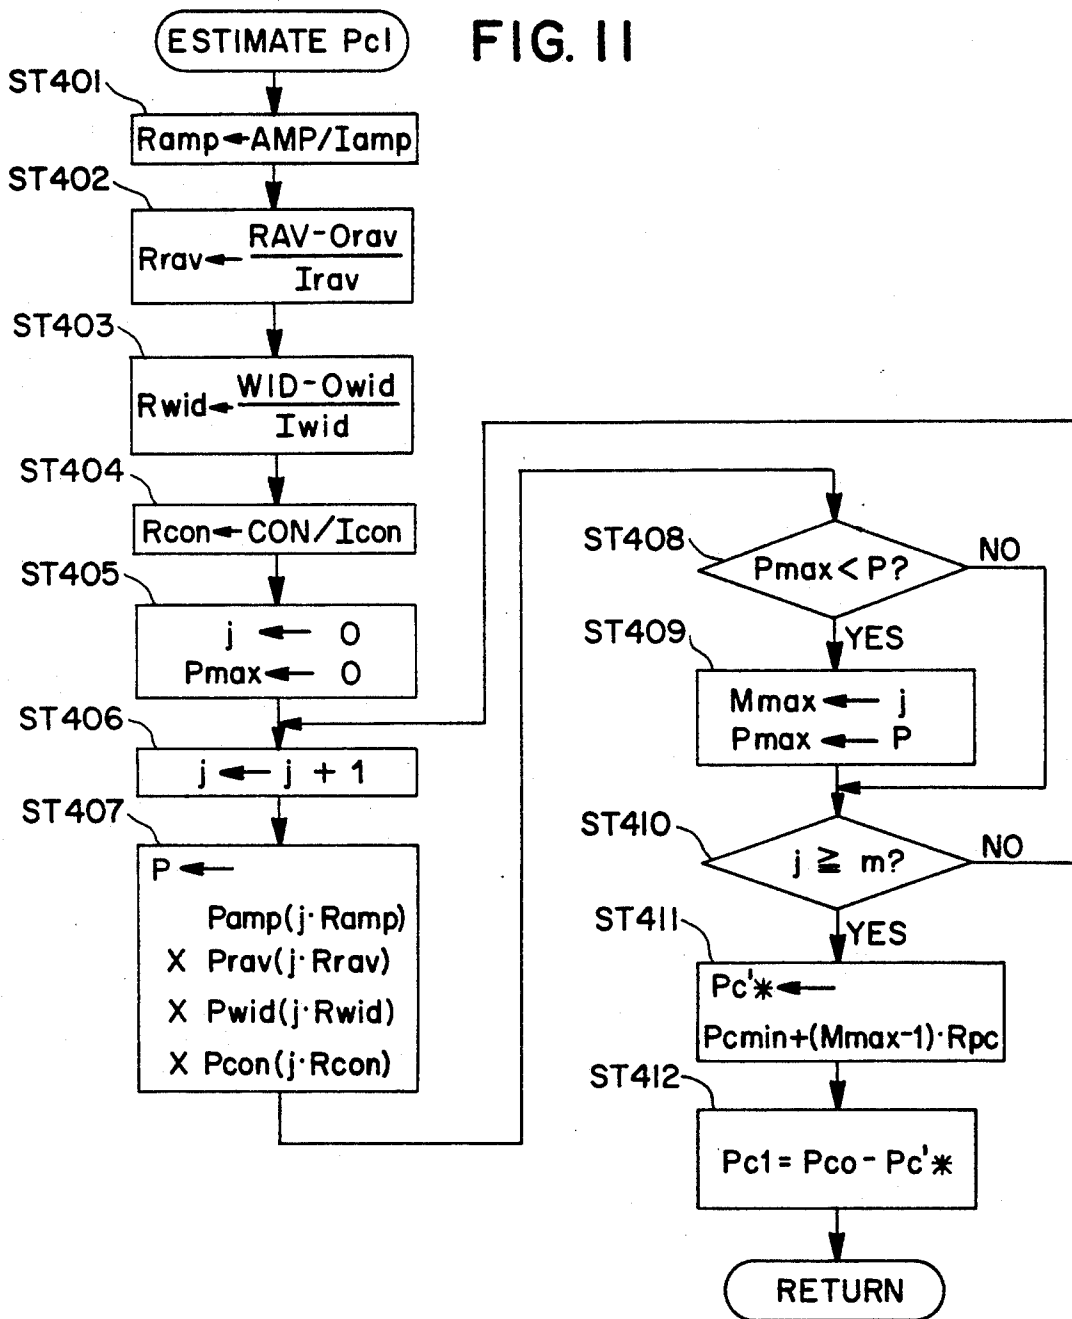 FIG. 11
ESTIMATE Pc1
ST401
Ramp←AMP/Iamp
ST402
Rrav← RAV-Orav
Irav
ST403
Rwid← WID-Owid
Iwid
ST404
Rcon←CON/Icon
ST405
j ← 0
Pmax← 0
ST406
j ← j + 1
ST407
P ←
Pamp(j·Ramp)
X Prav(j·Rrav)
X Pwid(j·Rwid)
X Pcon(j·Rcon)
ST408
Pmax < P?
NO
YES
ST409
Mmax ← j
Pmax ← P
ST410
j ≧ m?
NO
YES
ST411
Pc'*←
Pcmin+(Mmax-1)·Rpc
ST412
Pc1 = Pco - Pc'*
RETURN